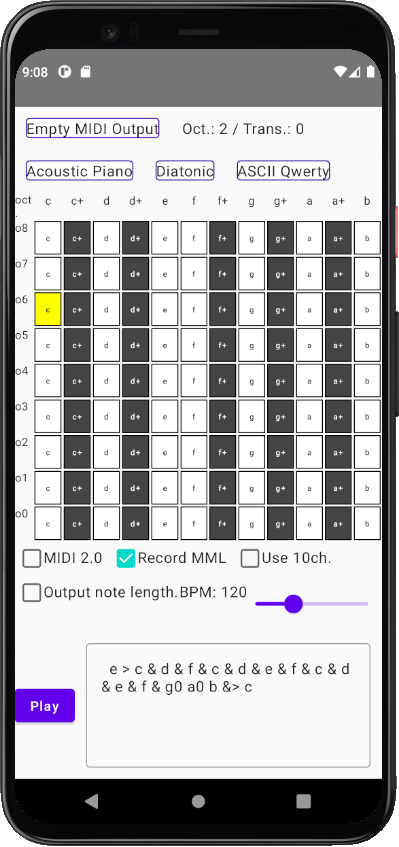 9:08
Empty MIDI Output Oct.: 2 / Trans.: 0
Acoustic Piano Diatonic ASCII Qwerty
oct. c c+ d d+ e f f+ g g+ a a+ b
o8 c c+ d d+ e f f+ g g+ a a+ b
o7 c c+ d d+ e f f+ g g+ a a+ b
o6 c c+ d d+ e f f+ g g+ a a+ b
o5 c c+ d d+ e f f+ g g+ a a+ b
o4 c c+ d d+ e f f+ g g+ a a+ b
o3 c c+ d d+ e f f+ g g+ a a+ b
o2 c c+ d d+ e f f+ g g+ a a+ b
o1 c c+ d d+ e f f+ g g+ a a+ b
o0 c c+ d d+ e f f+ g g+ a a+ b
MIDI 2.0 Record MML Use 10ch.
Output note length. BPM: 120
e > c & d & f & c & d & e & f & c & d
& e & f & g0 a0 b &> c
Play